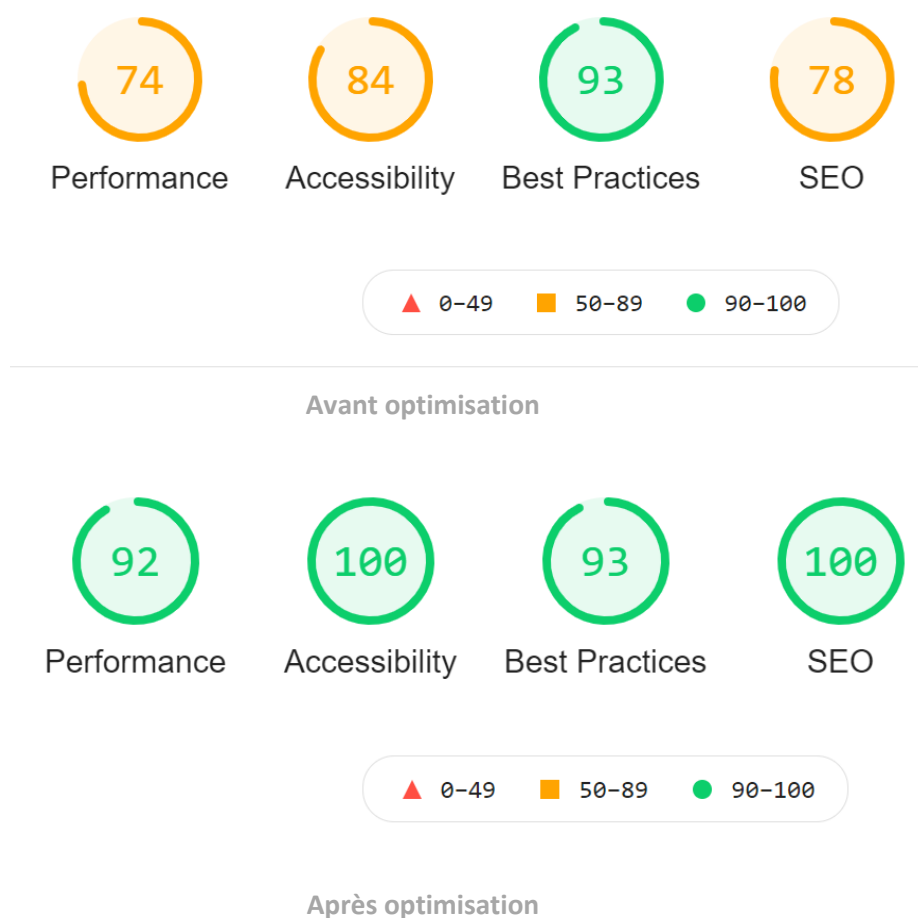 74 84 93 78
Performance Accessibility Best Practices SEO
0–49 50–89 90–100
Avant optimisation
92 100 93 100
Performance Accessibility Best Practices SEO
0–49 50–89 90–100
Après optimisation